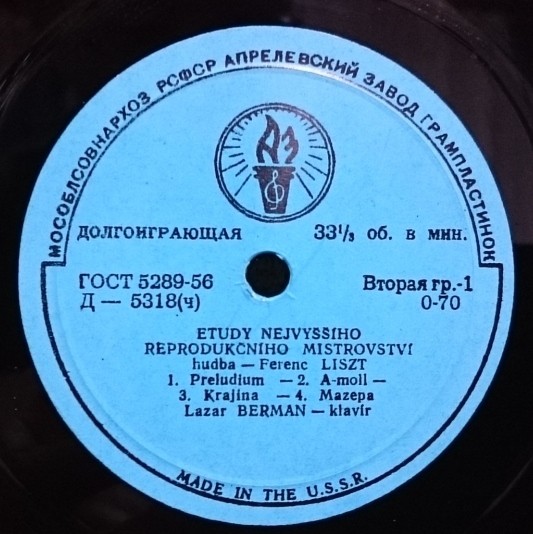 МОСОБЛСОВНАРХОЗ РСФСР АПРЕЛЕВСКИЙ ЗАВОД ГРАМПЛАСТИНОК
АЗ
ДОЛГОИГРАЮЩАЯ 33⅓ об. в мин.
ГОСТ 5289-56 Вторая гр.-1
Д — 5318(ч) 0-70
ETUDY NEJVYSSIHO
REPRODUKCNIHO MISTROVSTVI
hudba — Ferenc LISZT
1. Preludium — 2. A-moll —
3. Krajina — 4. Mazepa
Lazar BERMAN — klavir
MADE IN THE U.S.S.R.